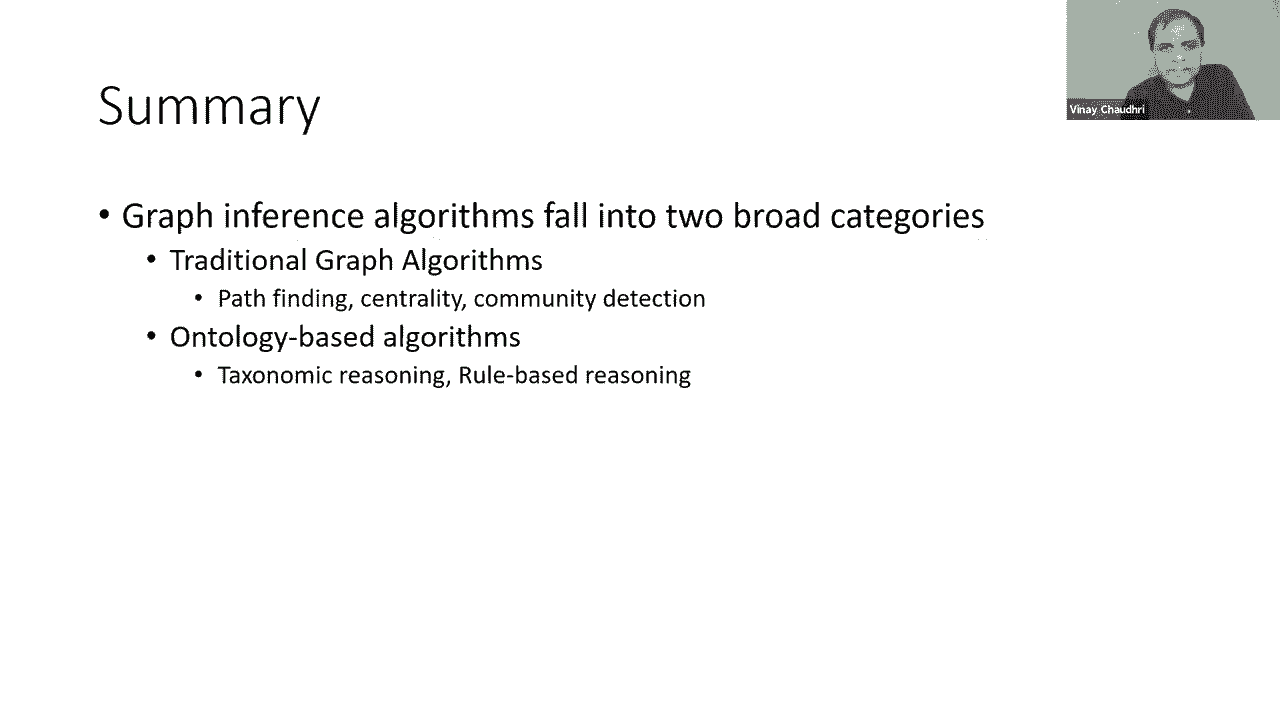 Summary
Vinay Chaudhri
• Graph inference algorithms fall into two broad categories
• Traditional Graph Algorithms
• Path finding, centrality, community detection
• Ontology-based algorithms
• Taxonomic reasoning, Rule-based reasoning